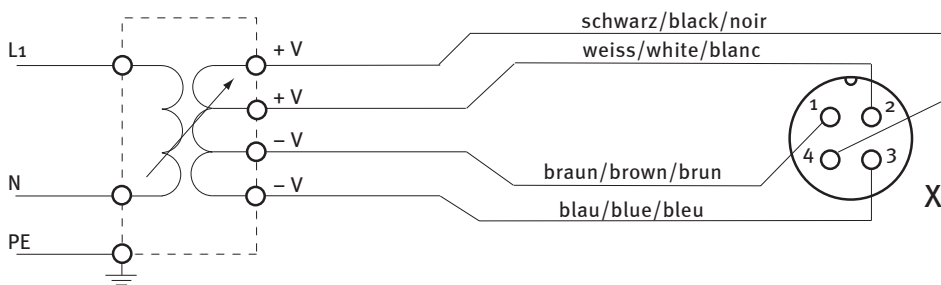 schwarz/black/noir
L1
+ V
weiss/white/blanc
+ V
1
2
– V
4
3
N
braun/brown/brun
– V
X
blau/blue/bleu
PE